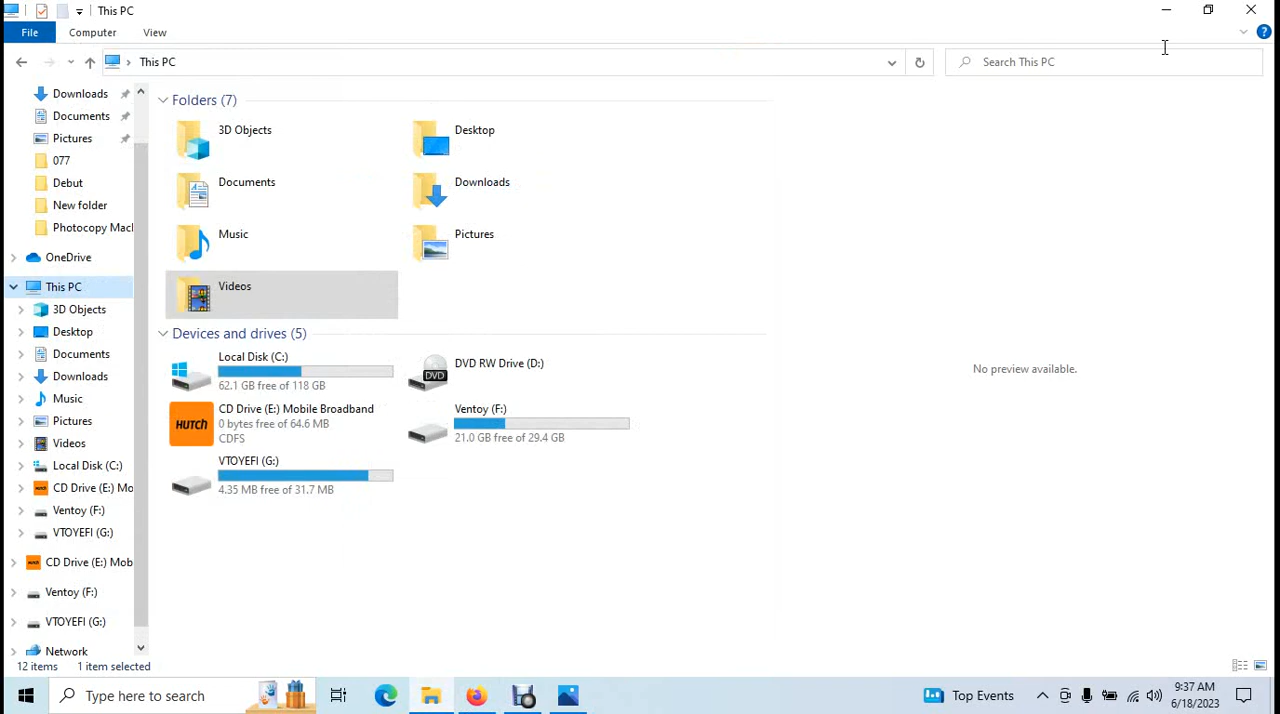 This PC
File Computer View
This PC
Search This PC
Downloads
Documents
Pictures
077
Debut
New folder
Photocopy Macl
OneDrive
This PC
3D Objects
Desktop
Documents
Downloads
Music
Pictures
Videos
Local Disk (C:)
CD Drive (E:) Mo
Ventoy (F:)
VTOYEFI (G:)
CD Drive (E:) Mob
Ventoy (F:)
VTOYEFI (G:)
Network
Folders (7)
3D Objects
Desktop
Documents
Downloads
Music
Pictures
Videos
Devices and drives (5)
Local Disk (C:)
62.1 GB free of 118 GB
DVD
DVD RW Drive (D:)
HUTCH
CD Drive (E:) Mobile Broadband
0 bytes free of 64.6 MB
CDFS
Ventoy (F:)
21.0 GB free of 29.4 GB
VTOYEFI (G:)
4.35 MB free of 31.7 MB
No preview available.
12 items 1 item selected
Type here to search
Top Events
9:37 AM
6/18/2023